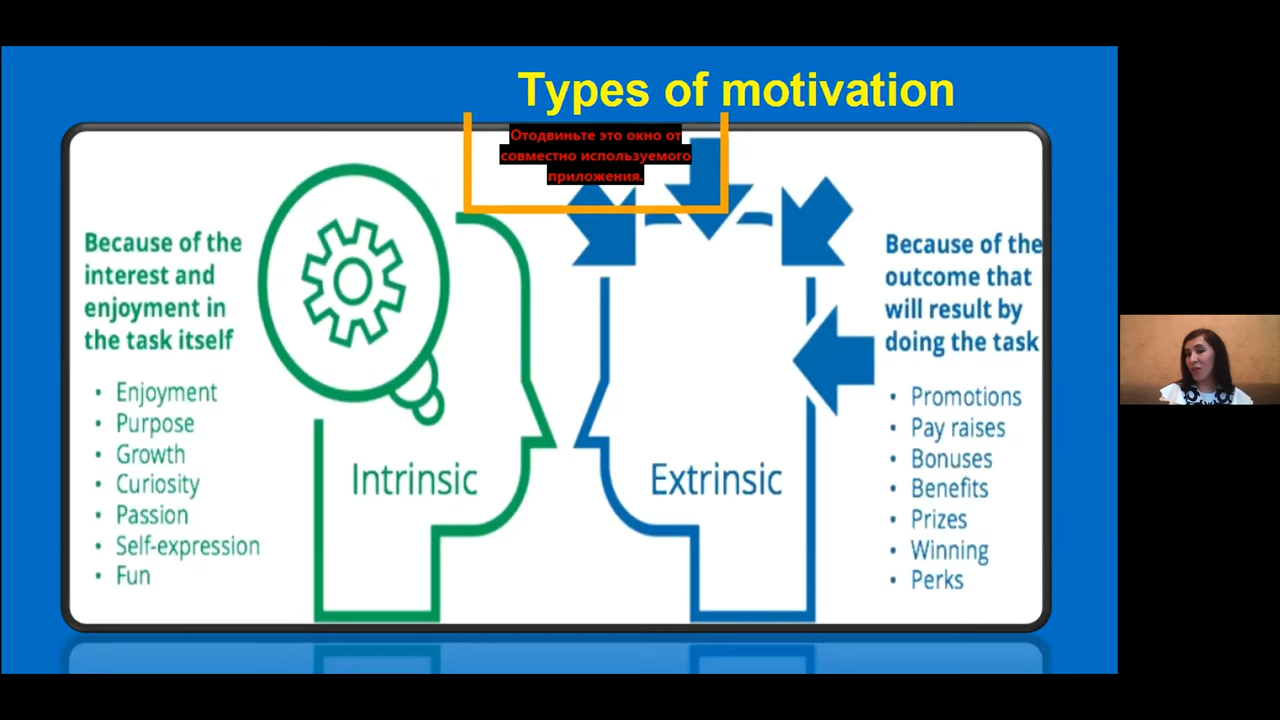 Types of motivation
Отодвиньте это окно от
совместно используемого
приложения.
Because of the
interest and
enjoyment in
the task itself
• Enjoyment
• Purpose
• Growth
• Curiosity
• Passion
• Self-expression
• Fun
Intrinsic
Extrinsic
Because of the
outcome that
will result by
doing the task
• Promotions
• Pay raises
• Bonuses
• Benefits
• Prizes
• Winning
• Perks